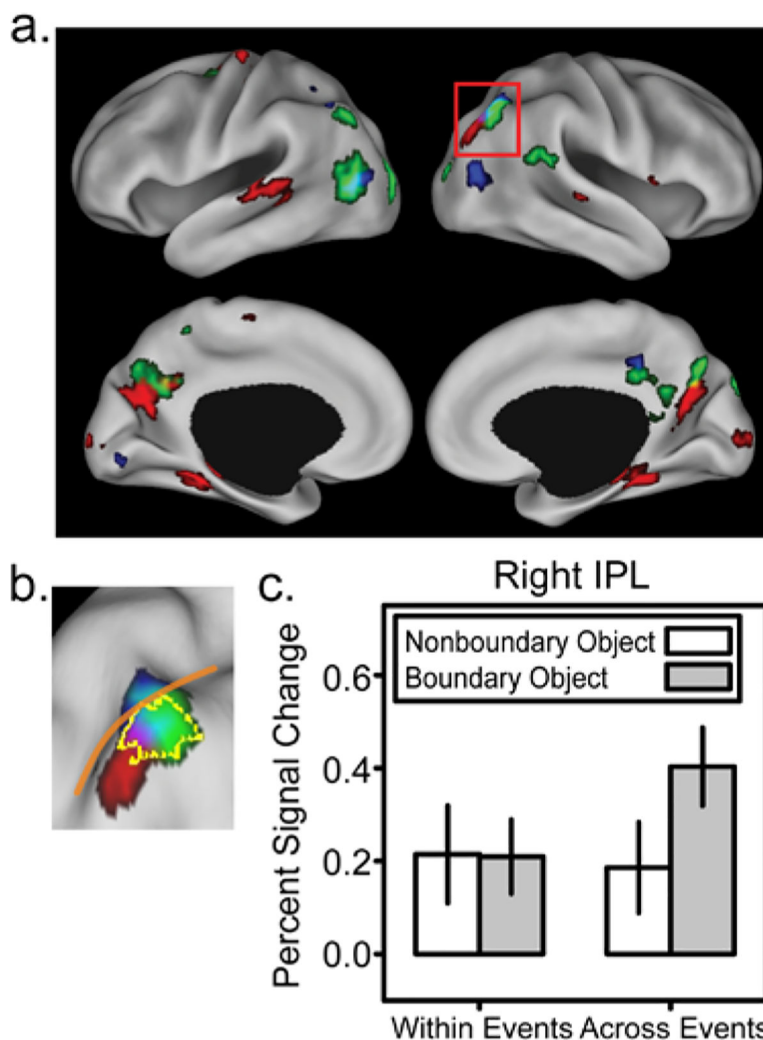 a.
b.
c.
Right IPL
Percent Signal Change
Nonboundary Object
Boundary Object
0.6
0.4
0.2
0.0
Within Events Across Events